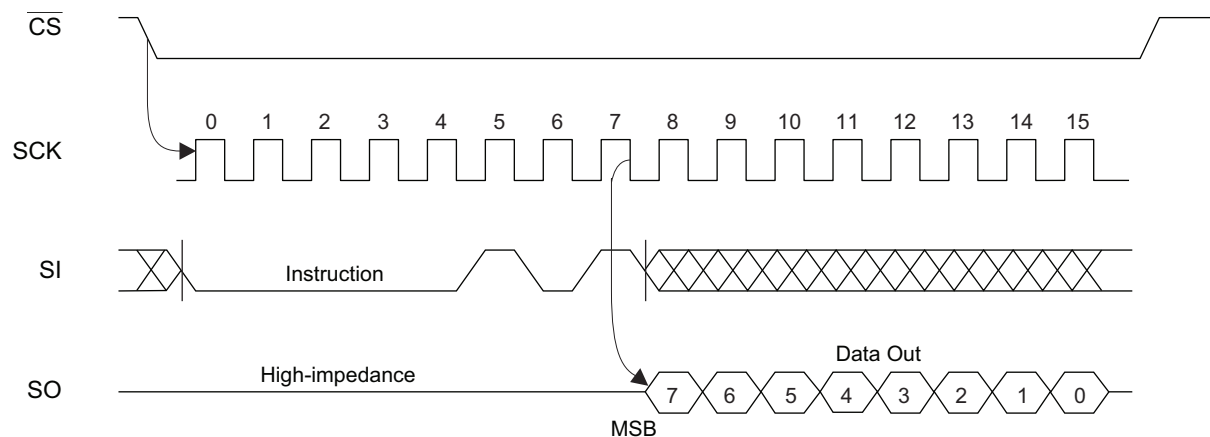 C̅S̅
0 1 2 3 4 5 6 7 8 9 10 11 12 13 14 15
SCK
SI
Instruction
Data Out
High-impedance
SO
7 6 5 4 3 2 1 0
MSB